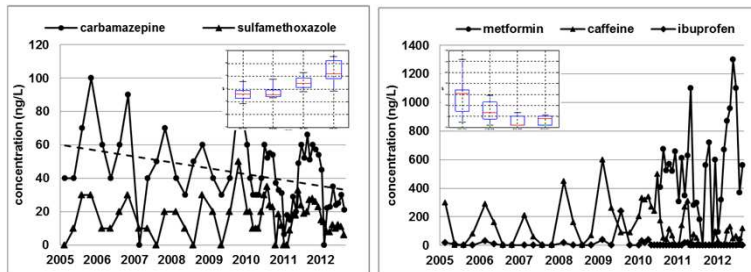 carbamazepine sulfamethoxazole
concentration (ng/L)
120
100
80
60
40
20
0
2005 2006 2007 2008 2009 2010 2011 2012
metformin caffeine ibuprofen
concentration (ng/L)
1400
1200
1000
800
600
400
200
0
2005 2006 2007 2008 2009 2010 2011 2012